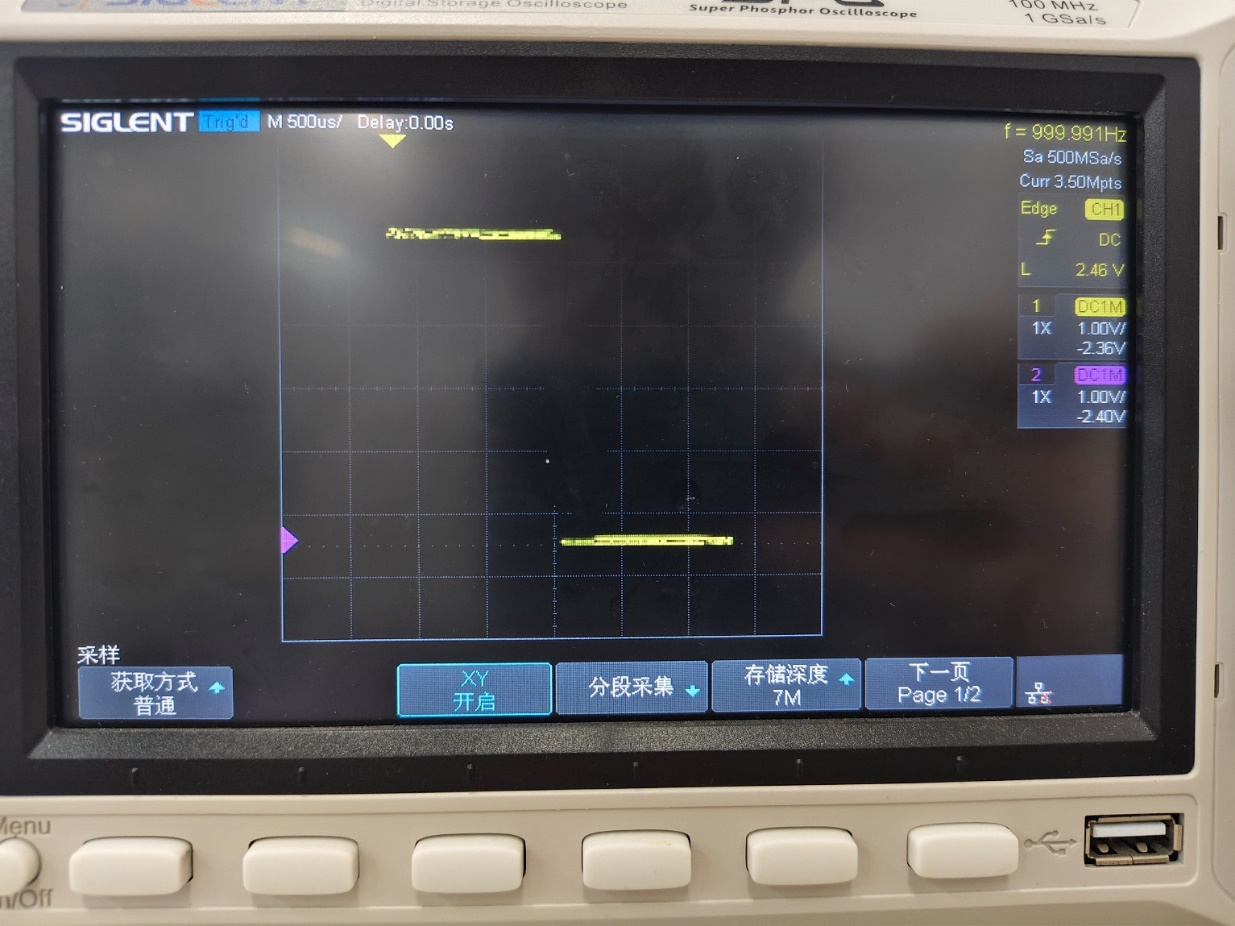 SIGLENT
Digital Storage Oscilloscope
Super Phosphor Oscilloscope
100 MHz
1 GSa/s
SIGLENT Trig'd M 500us/ Delay:0.00s
f = 999.991Hz
Sa 500MSa/s
Curr 3.50Mpts
Edge CH1
DC
L 2.46 V
1 DC1M
1X 1.00V/
-2.36V
2 DC1M
1X 1.00V/
-2.40V
采样
获取方式
普通
XY
开启
分段采集
存储深度
7M
下一页
Page 1/2
Menu